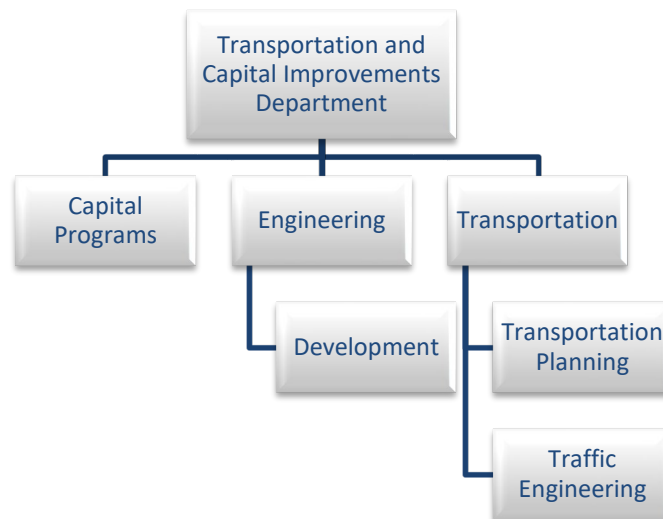 Transportation and
Capital Improvements
Department
Capital
Programs
Engineering
Transportation
Development
Transportation
Planning
Traffic
Engineering